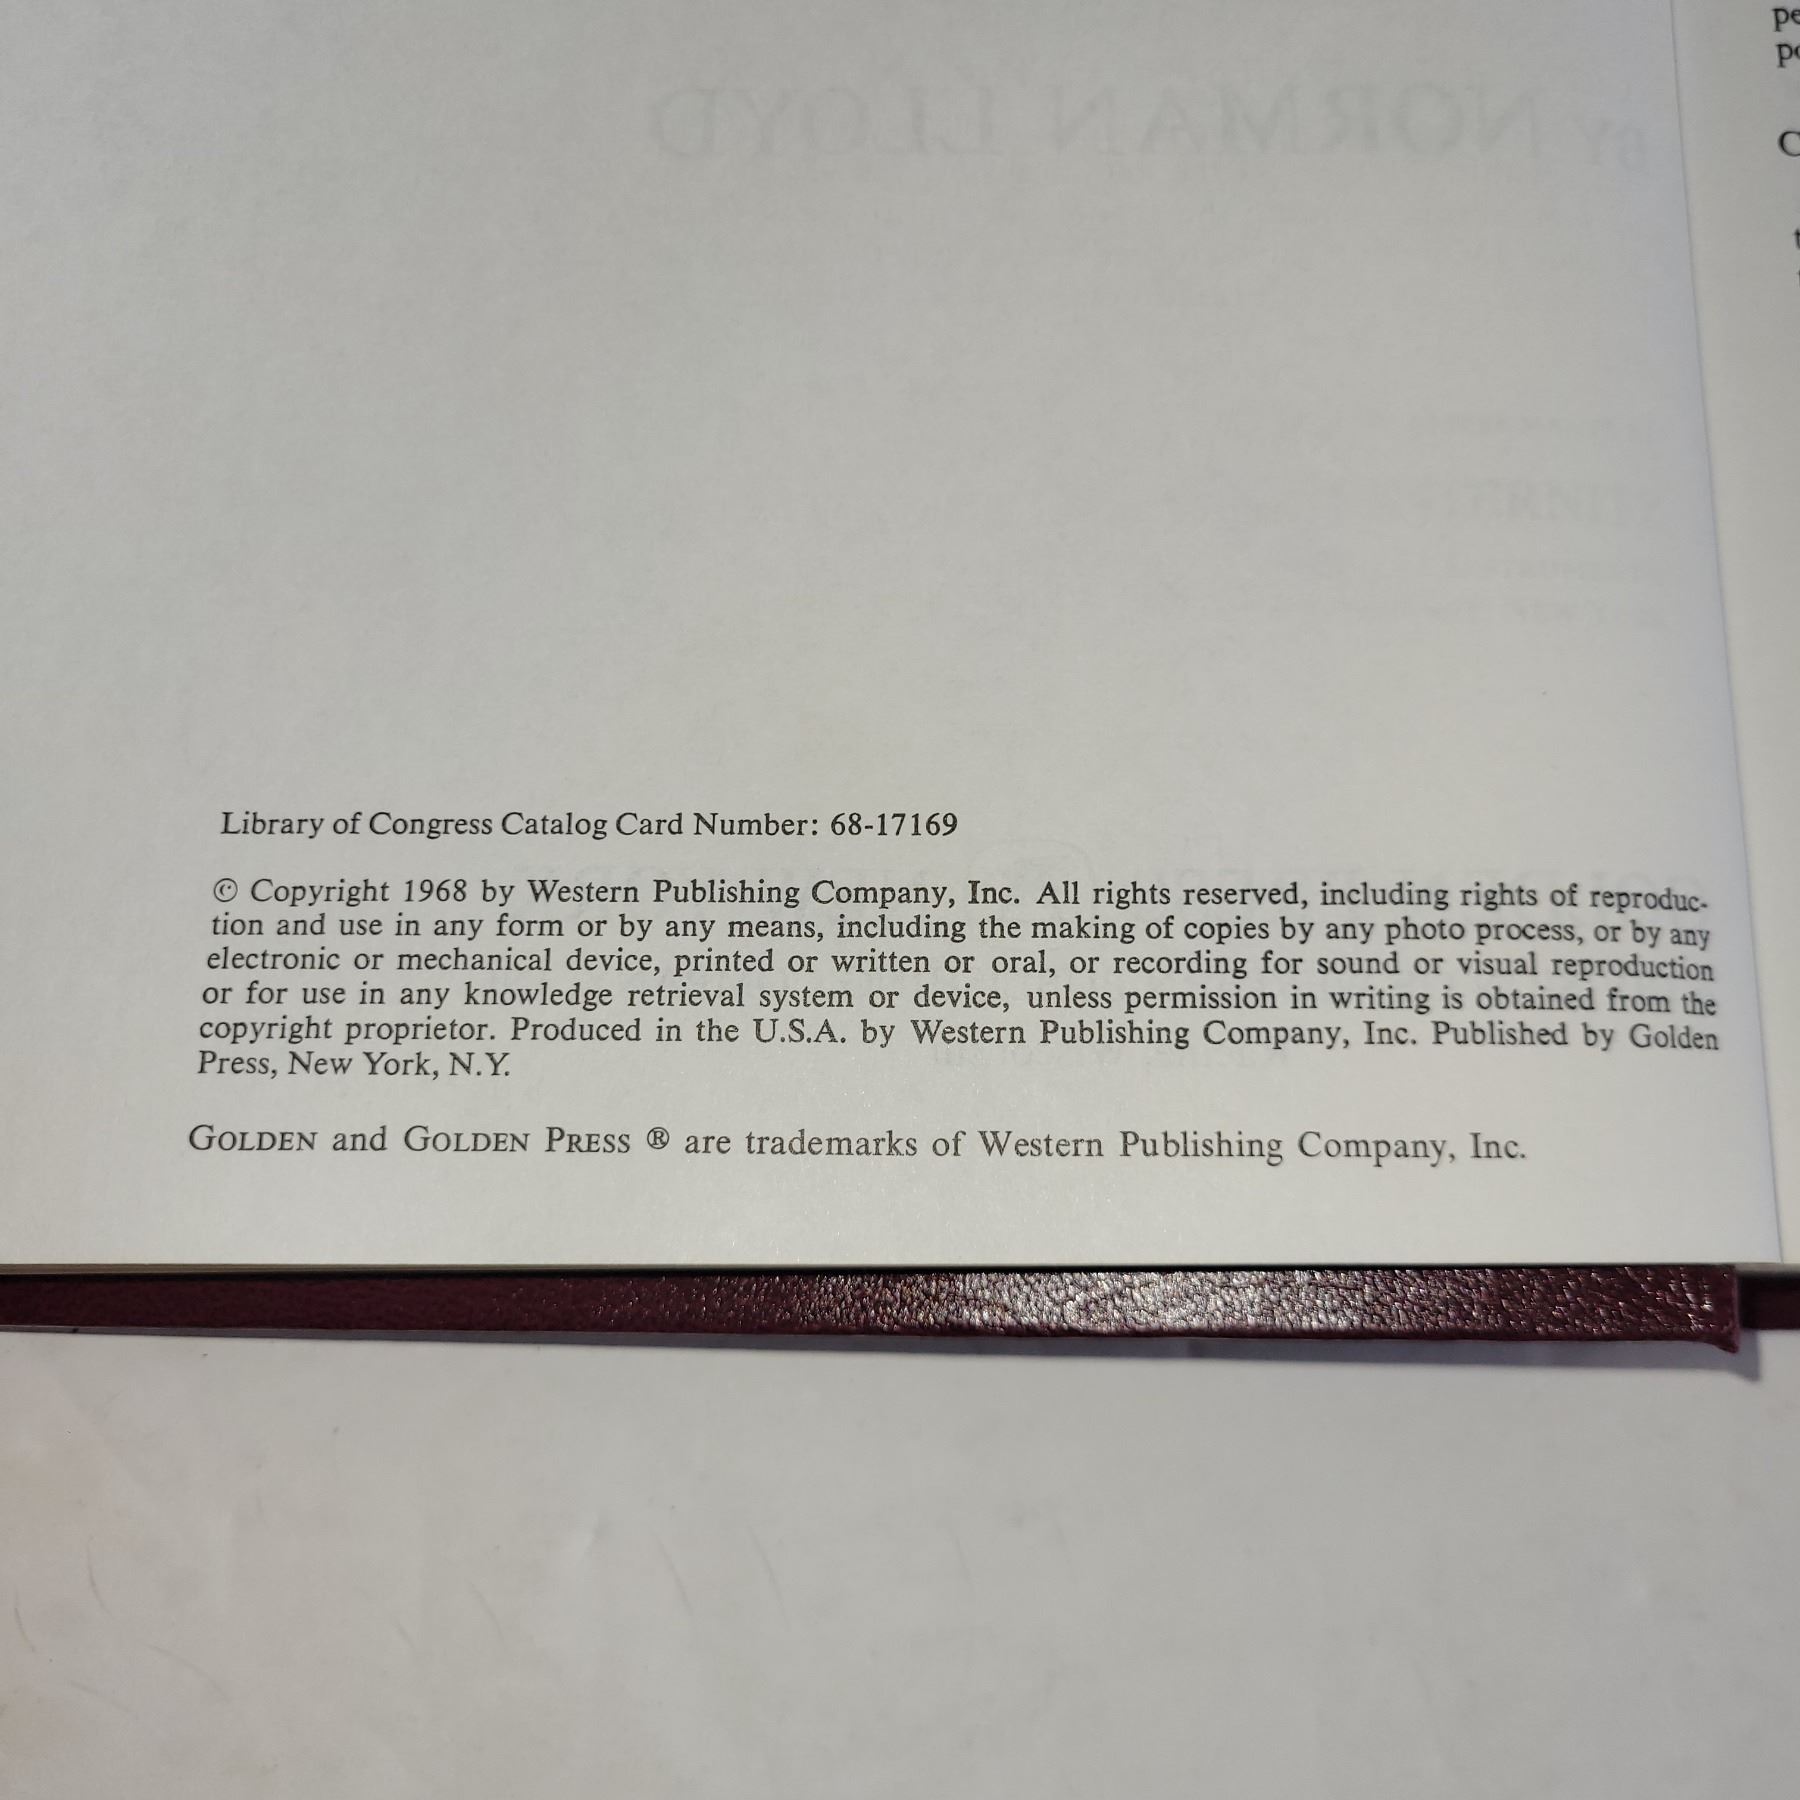 BY NORMAN LLOYD
Library of Congress Catalog Card Number: 68-17169
© Copyright 1968 by Western Publishing Company, Inc. All rights reserved, including rights of reproduc-
tion and use in any form or by any means, including the making of copies by any photo process, or by any
electronic or mechanical device, printed or written or oral, or recording for sound or visual reproduction
or for use in any knowledge retrieval system or device, unless permission in writing is obtained from the
copyright proprietor. Produced in the U.S.A. by Western Publishing Company, Inc. Published by Golden
Press, New York, N.Y.
GOLDEN and GOLDEN PRESS ® are trademarks of Western Publishing Company, Inc.